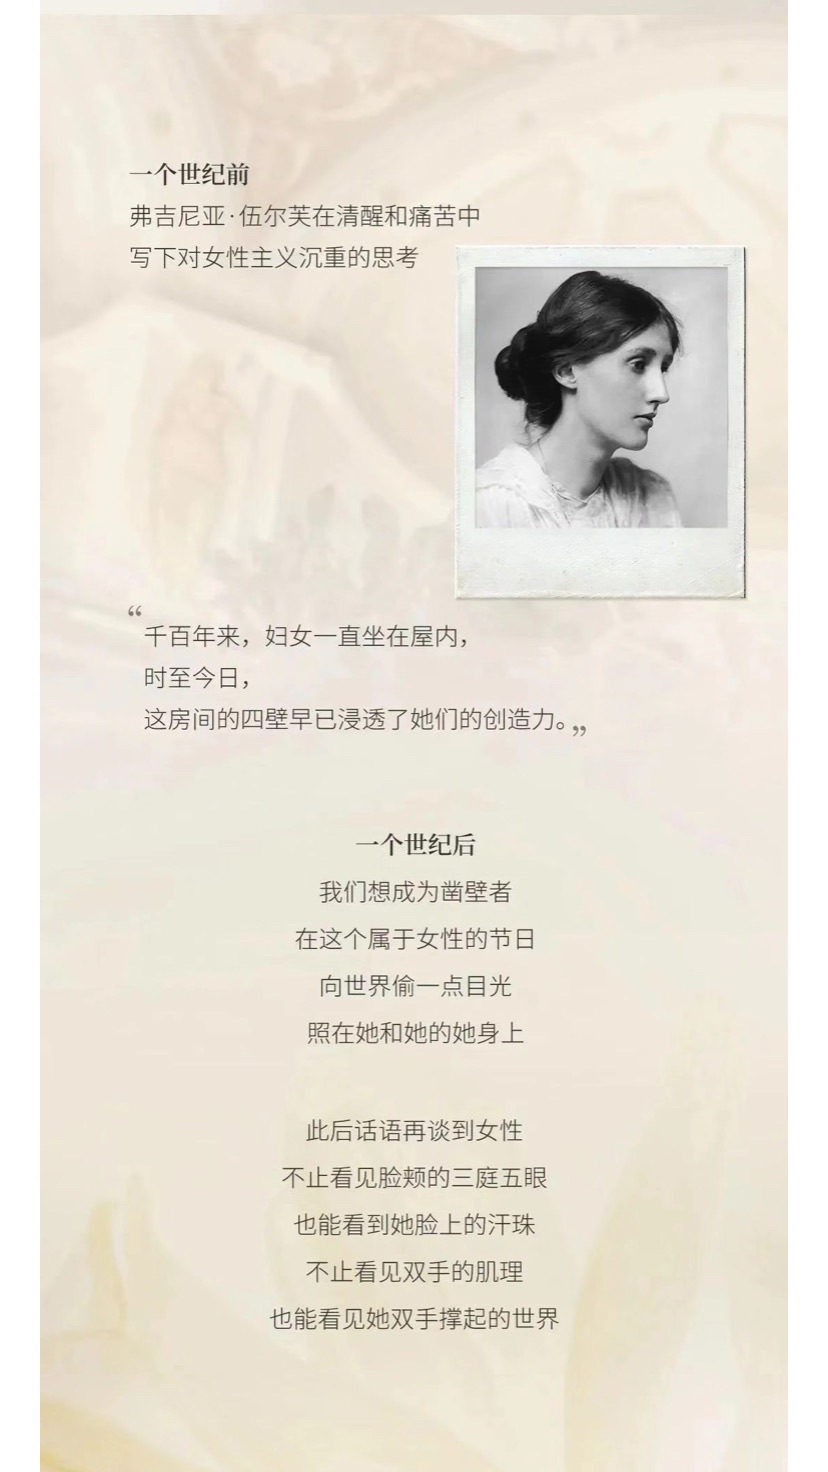 一个世纪前
弗吉尼亚·伍尔芙在清醒和痛苦中
写下对女性主义沉重的思考
“千百年来，妇女一直坐在屋内，
时至今日，
这房间的四壁早已浸透了她们的创造力。”
一个世纪后
我们想成为凿壁者
在这个属于女性的节日
向世界偷一点目光
照在她和她的她身上
此后话语再谈到女性
不止看见脸颊的三庭五眼
也能看到她脸上的汗珠
不止看见双手的肌理
也能看见她双手撑起的世界